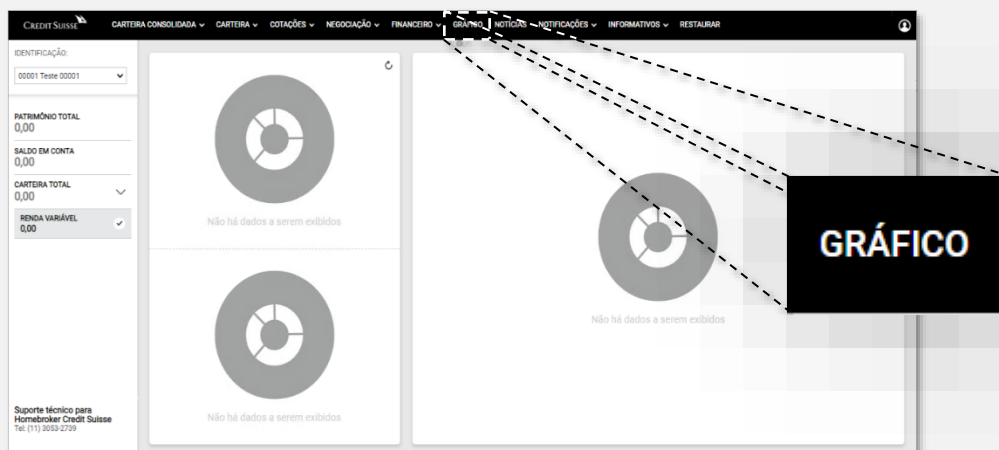 CREDIT SUISSE
CARTEIRA CONSOLIDADA CARTEIRA COTAÇÕES NEGOCIAÇÃO FINANCEIRO GRÁFICO NOTÍCIAS NOTIFICAÇÕES INFORMATIVOS RESTAURAR
IDENTIFICAÇÃO:
00001 Teste 00001
PATRIMÔNIO TOTAL
0,00
SALDO EM CONTA
0,00
CARTEIRA TOTAL
0,00
RENDA VARIÁVEL
0,00
Suporte técnico para
Homebroker Credit Suisse
Tel: (11) 3053-2739
Não há dados a serem exibidos
Não há dados a serem exibidos
Não há dados a serem exibidos
GRÁFICO